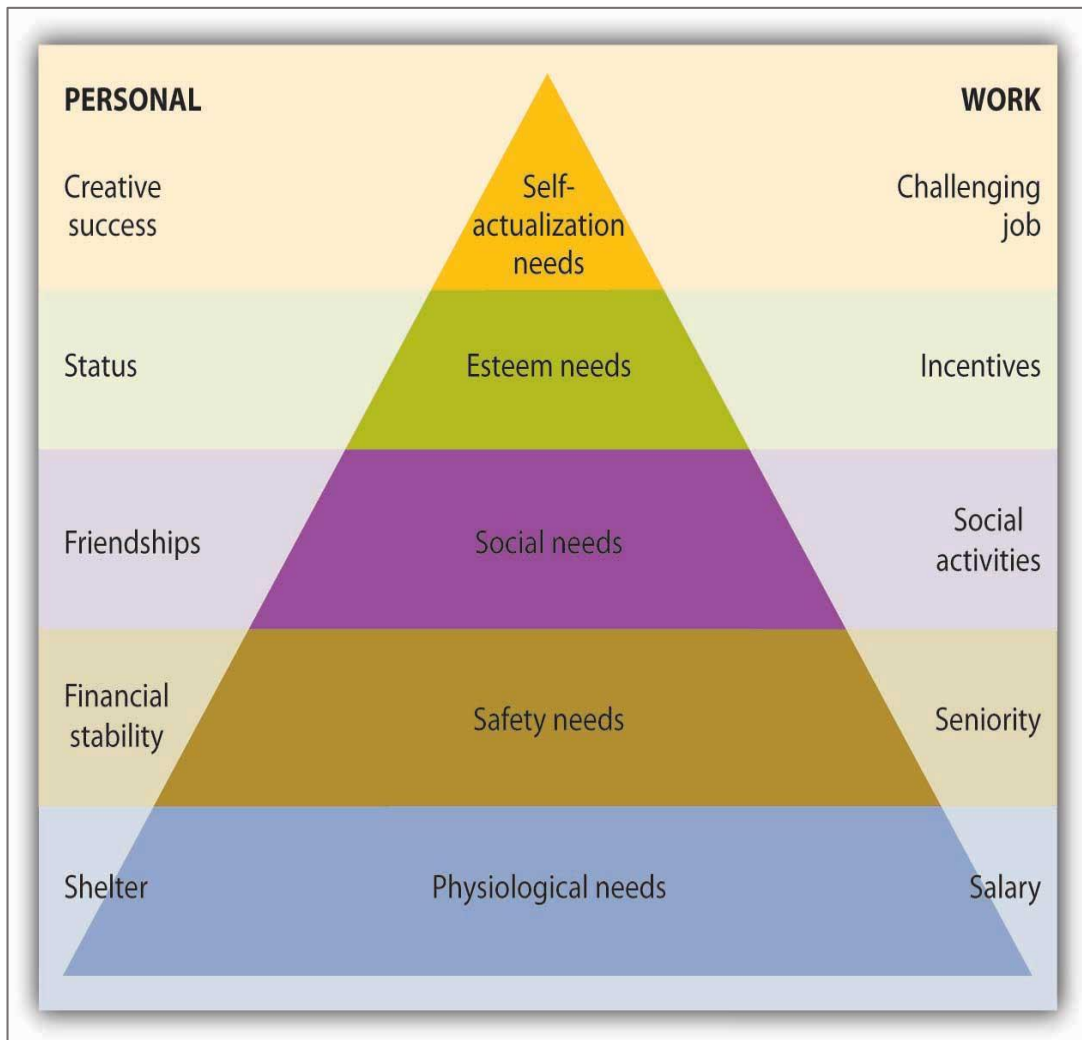 PERSONAL
WORK
Creative
success
Self-
actualization
needs
Challenging
job
Status
Esteem needs
Incentives
Friendships
Social needs
Social
activities
Financial
stability
Safety needs
Seniority
Shelter
Physiological needs
Salary